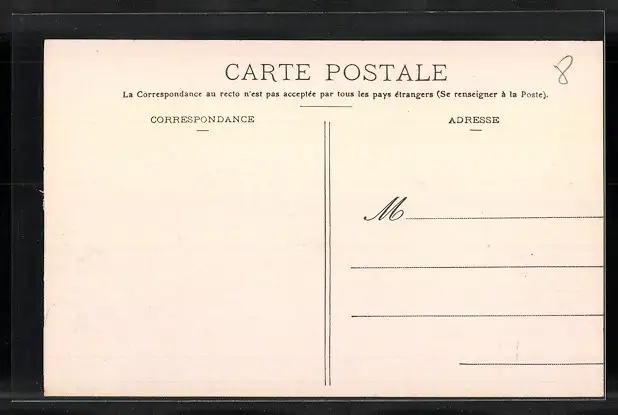 CARTE POSTALE
8
La Correspondance au recto n'est pas acceptée par tous les pays étrangers (Se renseigner à la Poste).
CORRESPONDANCE
ADRESSE
M